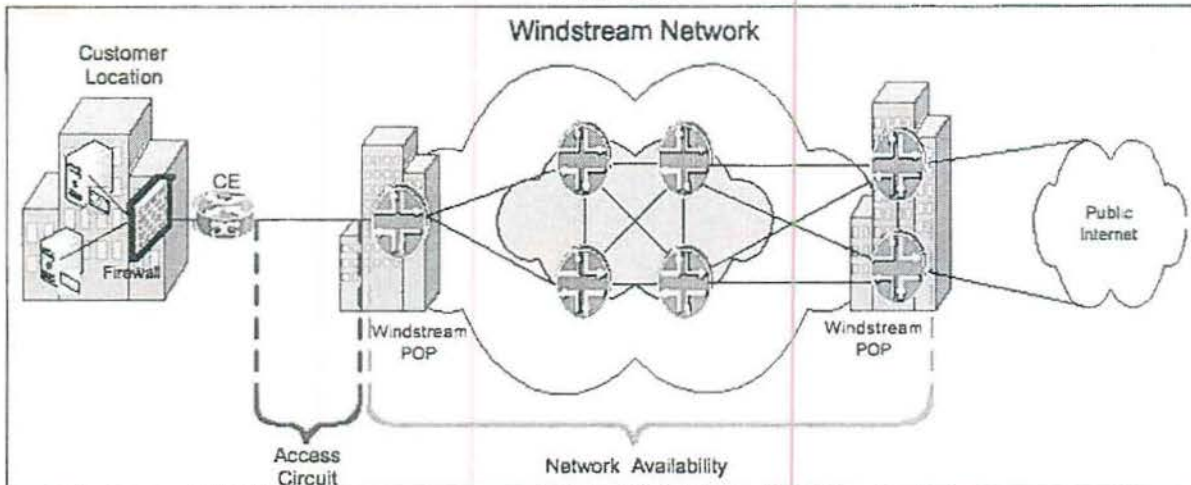 Windstream Network
Customer
Location
CE
Firewall
Public
Internet
Windstream
POP
Windstream
POP
Access
Circuit
Network Availability